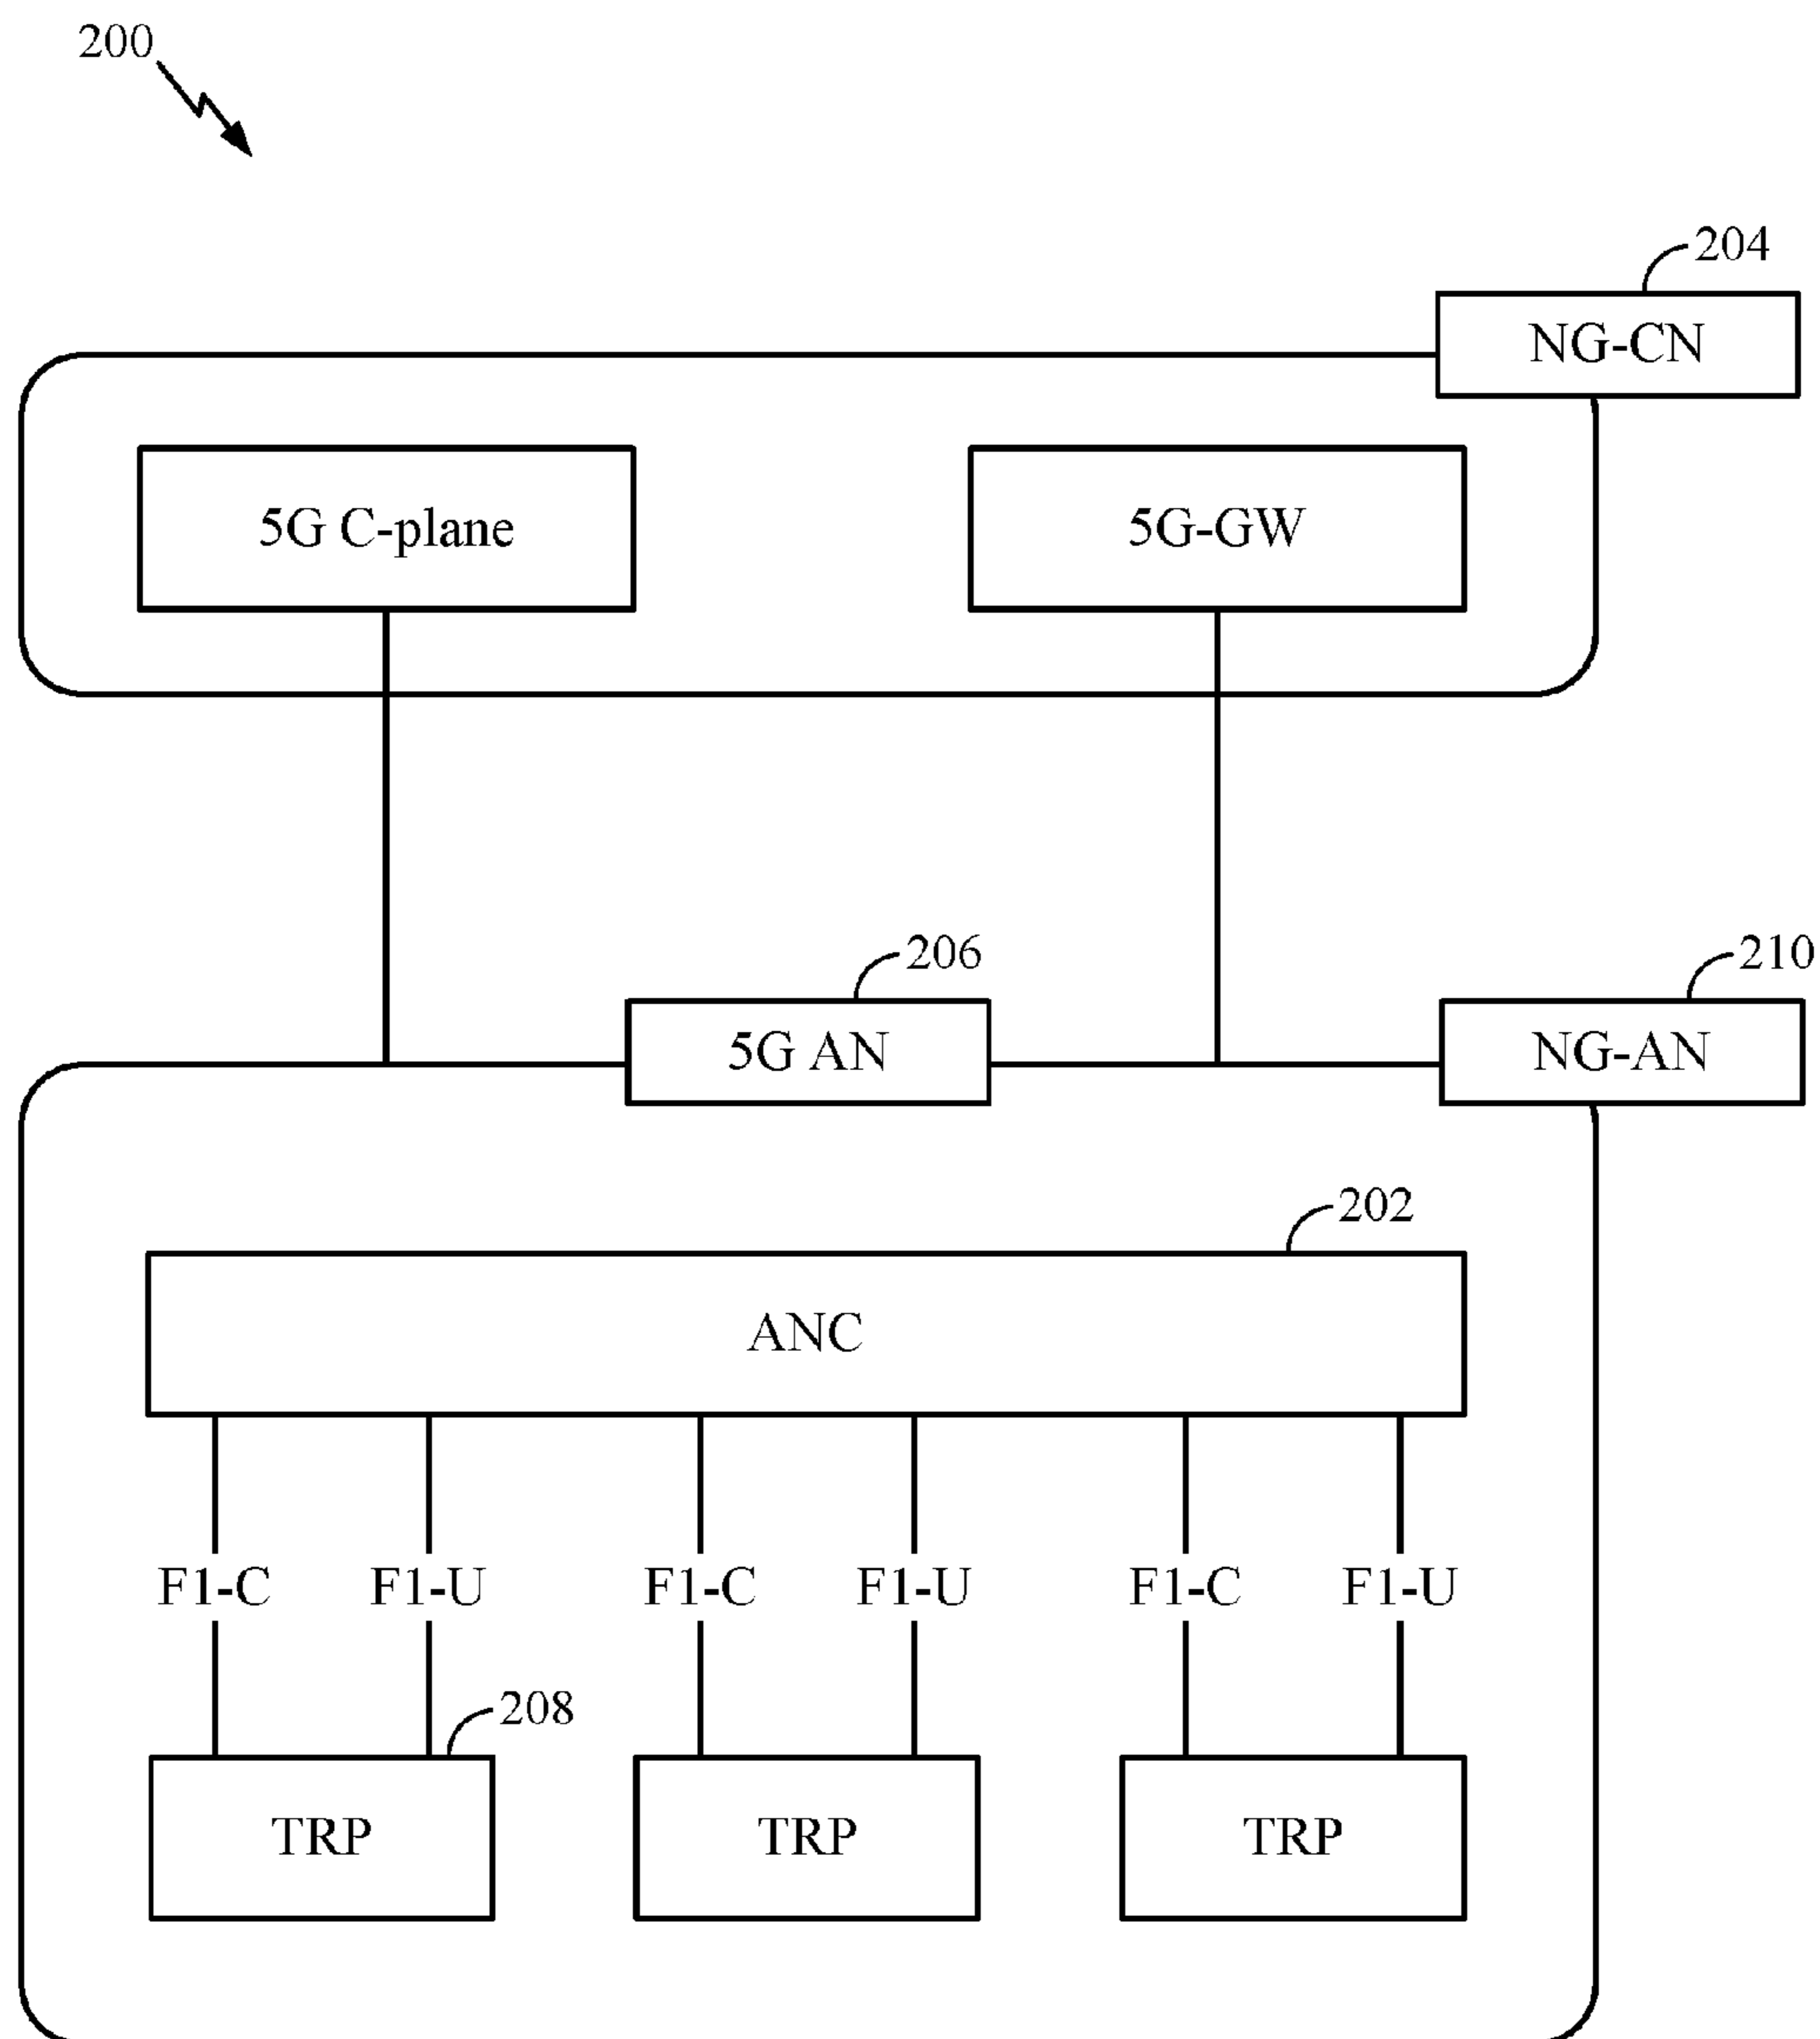 200
204
NG-CN
5G C-plane
5G-GW
206
210
5G AN
NG-AN
202
ANC
F1-C
F1-U
F1-C
F1-U
F1-C
F1-U
208
TRP
TRP
TRP